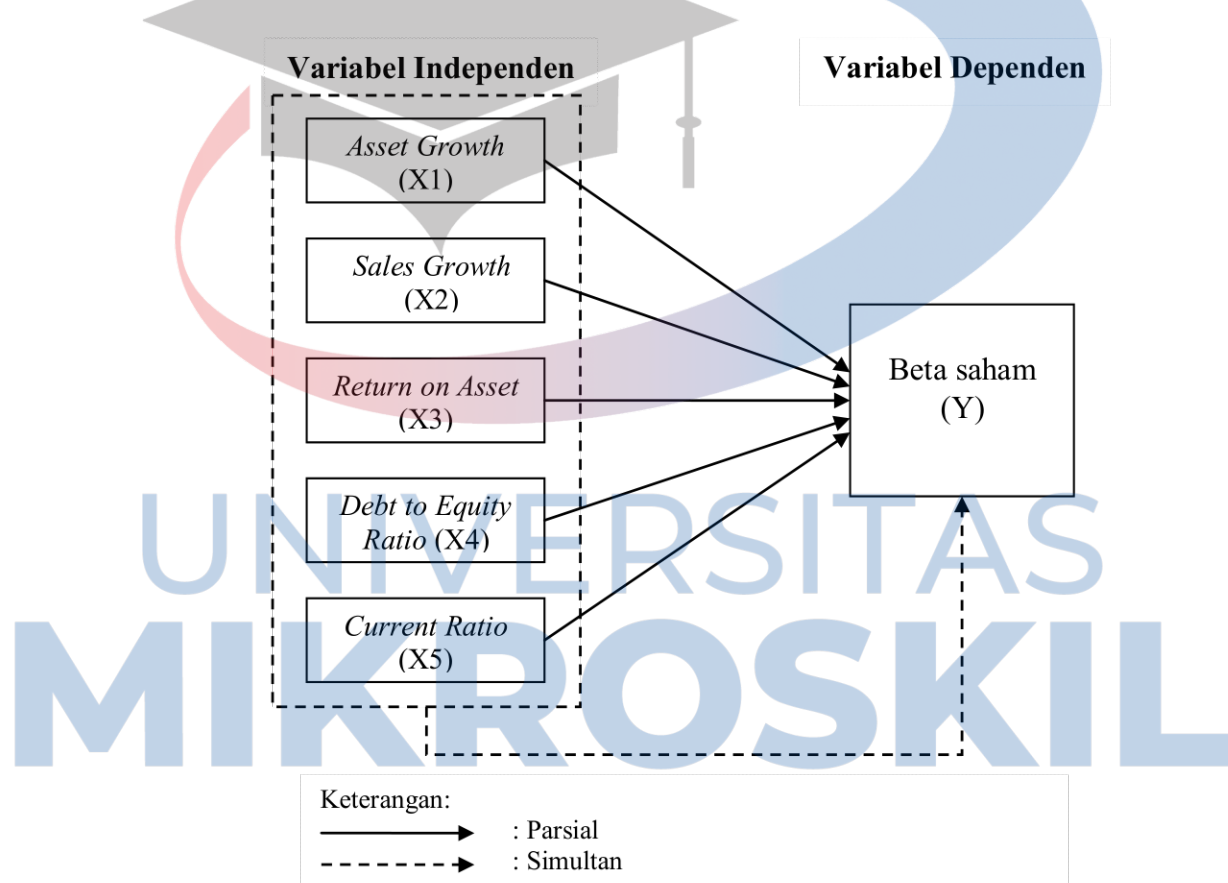 Variabel Independen
Variabel Dependen
Asset Growth
(X1)
Sales Growth
(X2)
Return on Asset
(X3)
Debt to Equity
Ratio (X4)
Current Ratio
(X5)
Beta saham
(Y)
UNIVERSITAS
MIKROSKIL
Keterangan:
: Parsial
: Simultan